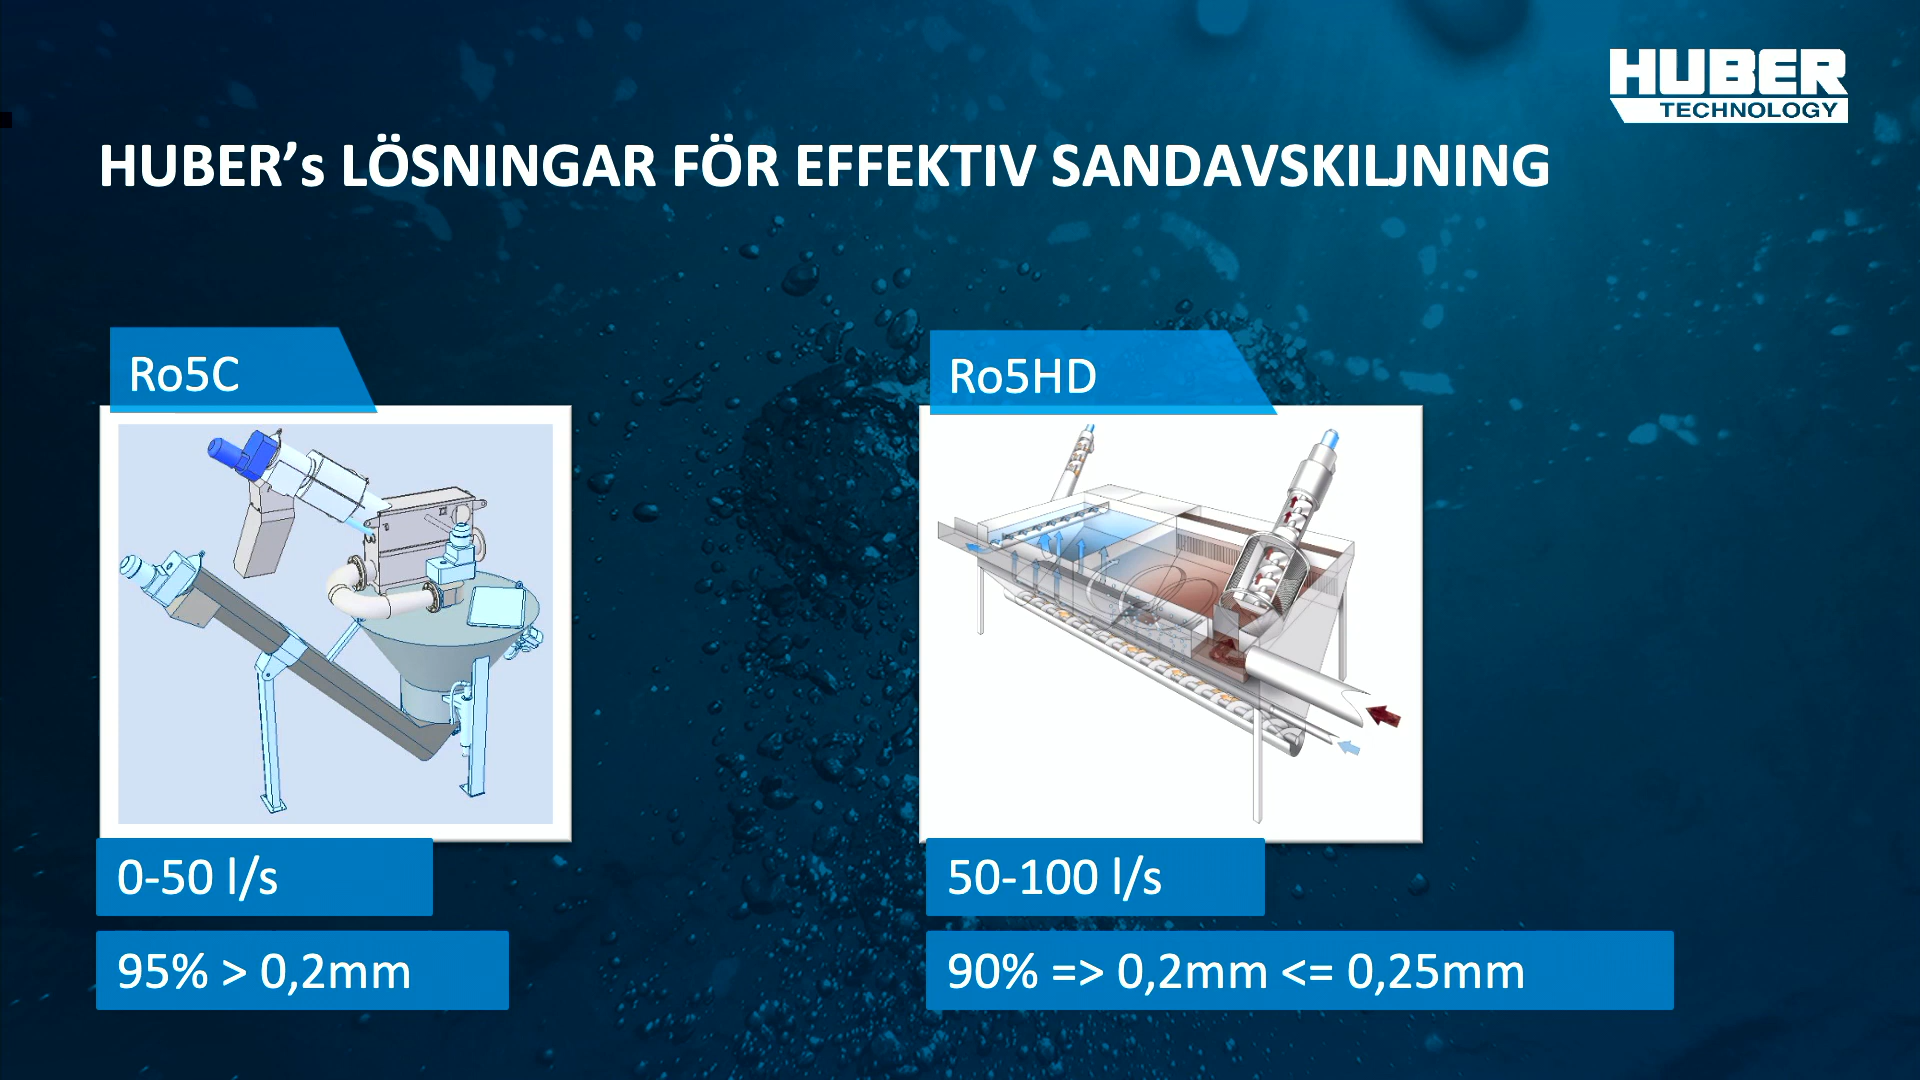 HUBER
TECHNOLOGY
HUBER’s LÖSNINGAR FÖR EFFEKTIV SANDAVSKILJNING
Ro5C
Ro5HD
0-50 l/s
50-100 l/s
95% > 0,2mm
90% => 0,2mm <= 0,25mm